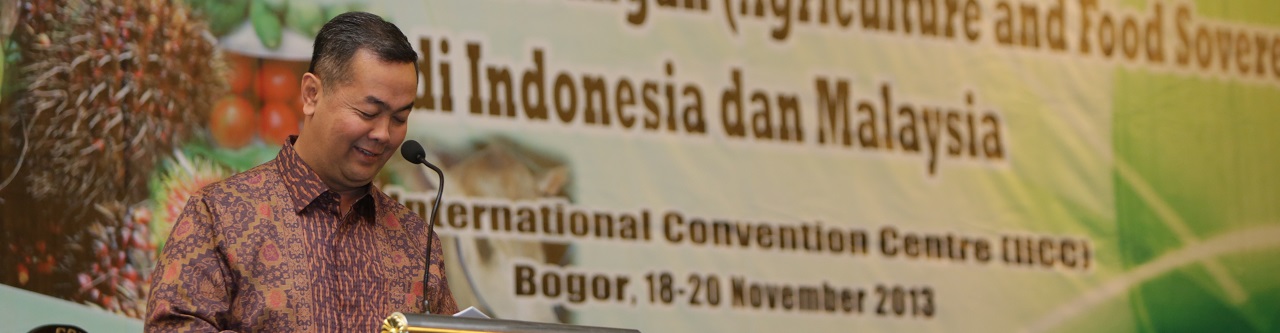 (Agriculture and Food Sovere
di Indonesia dan Malaysia
International Convention Centre (IICC)
Bogor, 18-20 November 2013